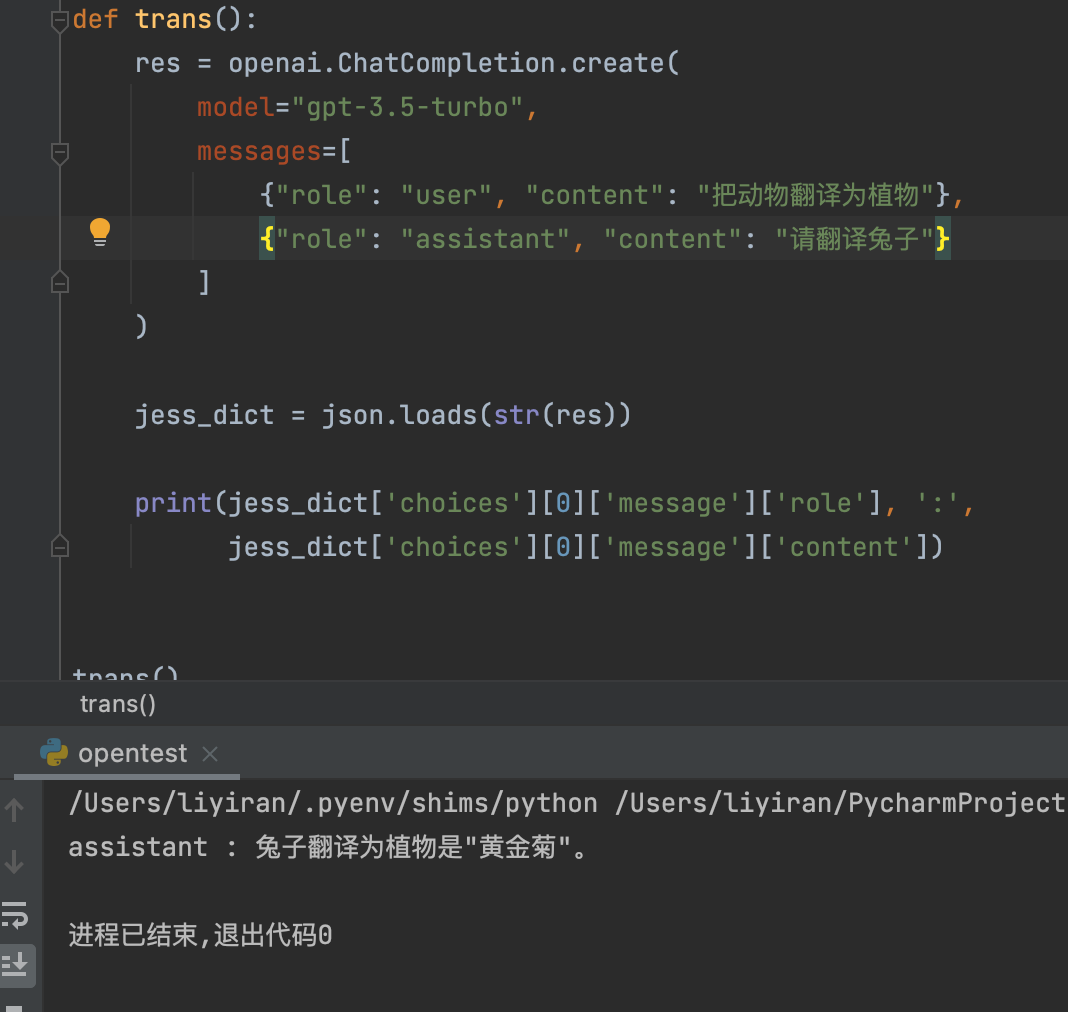 def trans():
res = openai.ChatCompletion.create(
model="gpt-3.5-turbo",
messages=[
{"role": "user", "content": "把动物翻译为植物"},
{"role": "assistant", "content": "请翻译兔子"}
]
)
jess_dict = json.loads(str(res))
print(jess_dict['choices'][0]['message']['role'], ':',
jess_dict['choices'][0]['message']['content'])
trans()
trans()
opentest
/Users/liyiran/.pyenv/shims/python /Users/liyiran/PycharmProject
assistant : 兔子翻译为植物是"黄金菊"。
进程已结束,退出代码0